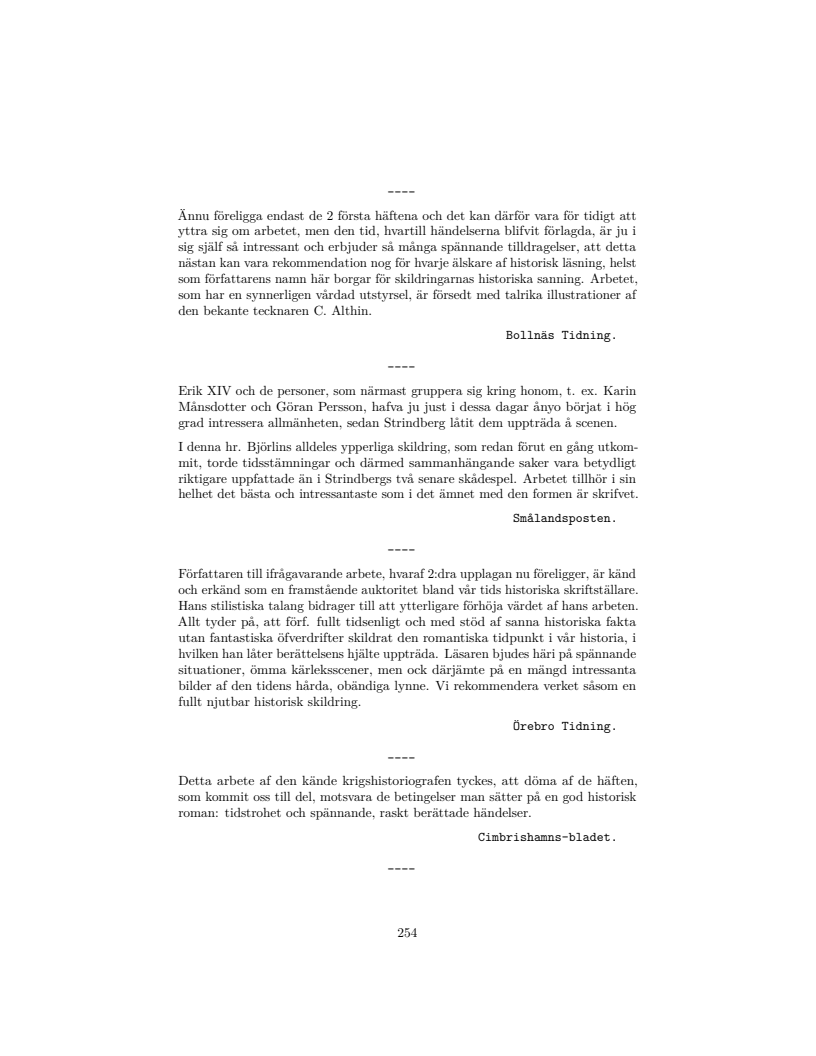 ----
Ännu föreligga endast de 2 första häftena och det kan därför vara för tidigt att
yttra sig om arbetet, men den tid, hvartill händelserna blifvit förlagda, är ju i
sig själf så intressant och erbjuder så många spännande tilldragelser, att detta
nästan kan vara rekommendation nog för hvarje älskare af historisk läsning, helst
som författarens namn här borgar för skildringarnas historiska sanning. Arbetet,
som har en synnerligen vårdad utstyrsel, är försedt med talrika illustrationer af
den bekante tecknaren C. Althin.
Bollnäs Tidning.
----
Erik XIV och de personer, som närmast gruppera sig kring honom, t. ex. Karin
Månsdotter och Göran Persson, hafva ju just i dessa dagar ånyo börjat i hög
grad intressera allmänheten, sedan Strindberg låtit dem uppträda å scenen.
I denna hr. Björlins alldeles ypperliga skildring, som redan förut en gång utkom-
mit, torde tidsstämningar och därmed sammanhängande saker vara betydligt
riktigare uppfattade än i Strindbergs två senare skådespel. Arbetet tillhör i sin
helhet det bästa och intressantaste som i det ämnet med den formen är skrifvet.
Smålandsposten.
----
Författaren till ifrågavarande arbete, hvaraf 2:dra upplagan nu föreligger, är känd
och erkänd som en framstående auktoritet bland vår tids historiska skriftställare.
Hans stilistiska talang bidrager till att ytterligare förhöja värdet af hans arbeten.
Allt tyder på, att förf. fullt tidsenligt och med stöd af sanna historiska fakta
utan fantastiska öfverdrifter skildrat den romantiska tidpunkt i vår historia, i
hvilken han låter berättelsens hjälte uppträda. Läsaren bjudes häri på spännande
situationer, ömma kärleksscener, men ock därjämte på en mängd intressanta
bilder af den tidens hårda, obändiga lynne. Vi rekommendera verket såsom en
fullt njutbar historisk skildring.
Örebro Tidning.
----
Detta arbete af den kände krigshistoriografen tyckes, att döma af de häften,
som kommit oss till del, motsvara de betingelser man sätter på en god historisk
roman: tidstrohet och spännande, raskt berättade händelser.
Cimbrishamns-bladet.
----
254